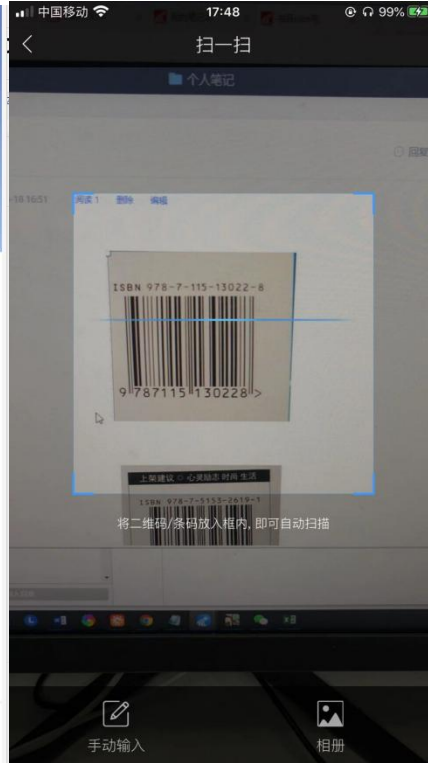 中国移动
17:48
99%
扫一扫
个人笔记
阅读 1 删除 编辑
ISBN 978-7-115-13022-8
9 787115 130228 >
上架建议 ○ 心灵励志 时尚 生活
ISBN 978-7-5153-2619-1
将二维码/条码放入框内, 即可自动扫描
手动输入
相册